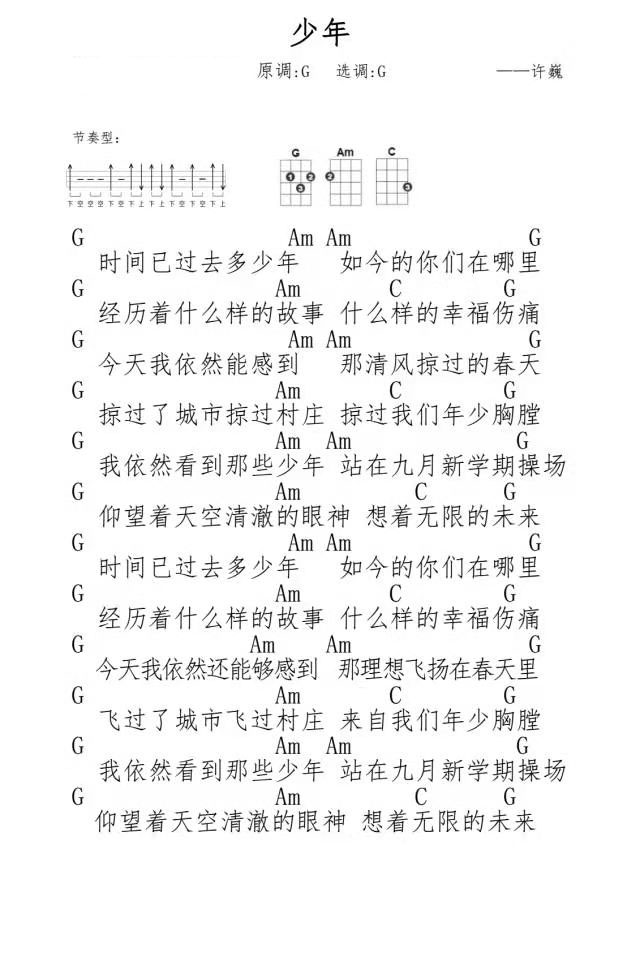 少年
原调:G 选调:G ——许巍
节奏型：
G Am C
1 2 3 2 3
下 空 空 空 下 空 下 上 下 上 下 空 下 空 下 上
G Am Am G
时间已过去多少年 如今的你们在哪里
G Am C G
经历着什么样的故事 什么样的幸福伤痛
G Am Am G
今天我依然能感到 那清风掠过的春天
G Am C G
掠过了城市掠过村庄 掠过我们年少胸膛
G Am Am G
我依然看到那些少年 站在九月新学期操场
G Am C G
仰望着天空清澈的眼神 想着无限的未来
G Am Am G
时间已过去多少年 如今的你们在哪里
G Am C G
经历着什么样的故事 什么样的幸福伤痛
G Am Am G
今天我依然还能够感到 那理想飞扬在春天里
G Am C G
飞过了城市飞过村庄 来自我们年少胸膛
G Am Am G
我依然看到那些少年 站在九月新学期操场
G Am C G
仰望着天空清澈的眼神 想着无限的未来